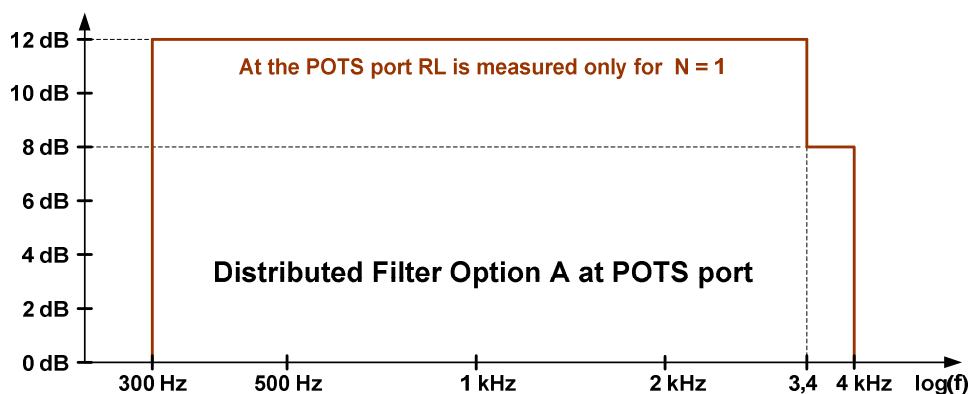 12 dB
At the POTS port RL is measured only for N = 1
10 dB
8 dB
6 dB
4 dB
Distributed Filter Option A at POTS port
2 dB
0 dB
300 Hz 500 Hz 1 kHz 2 kHz 3,4 4 kHz log(f)